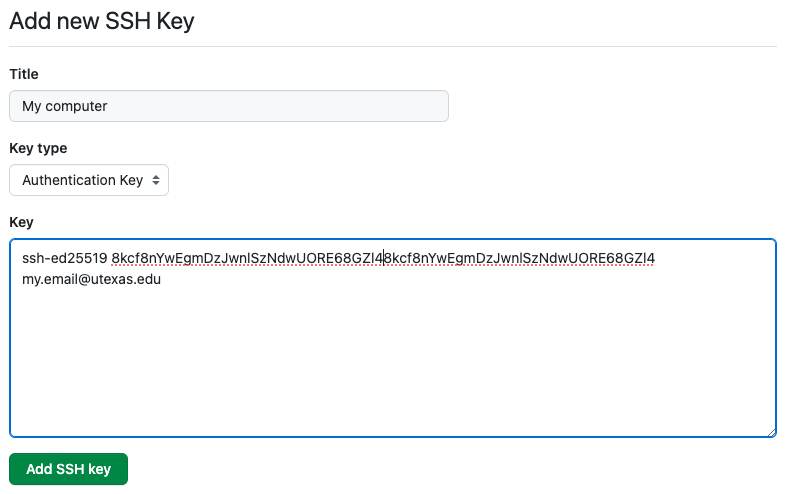 Add new SSH Key
Title
My computer
Key type
Authentication Key
Key
ssh-ed25519 8kcf8nYwEgmDzJwnlSzNdwUORE68GZI48kcf8nYwEgmDzJwnlSzNdwUORE68GZI4
my.email@utexas.edu
Add SSH key